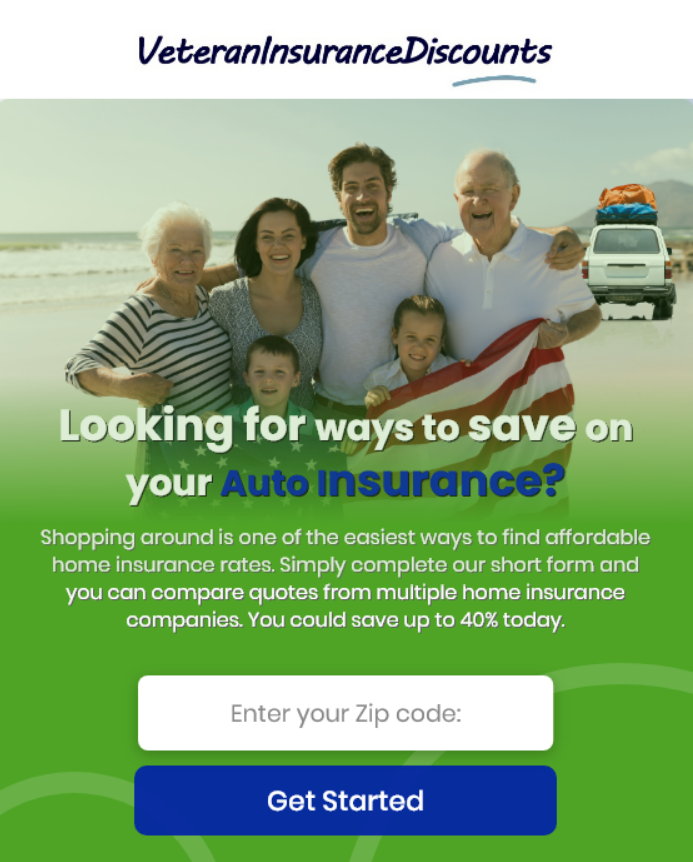 VeteranInsuranceDiscounts
Looking for ways to save on
your Auto Insurance?
Shopping around is one of the easiest ways to find affordable
home insurance rates. Simply complete our short form and
you can compare quotes from multiple home insurance
companies. You could save up to 40% today.
Enter your Zip code:
Get Started